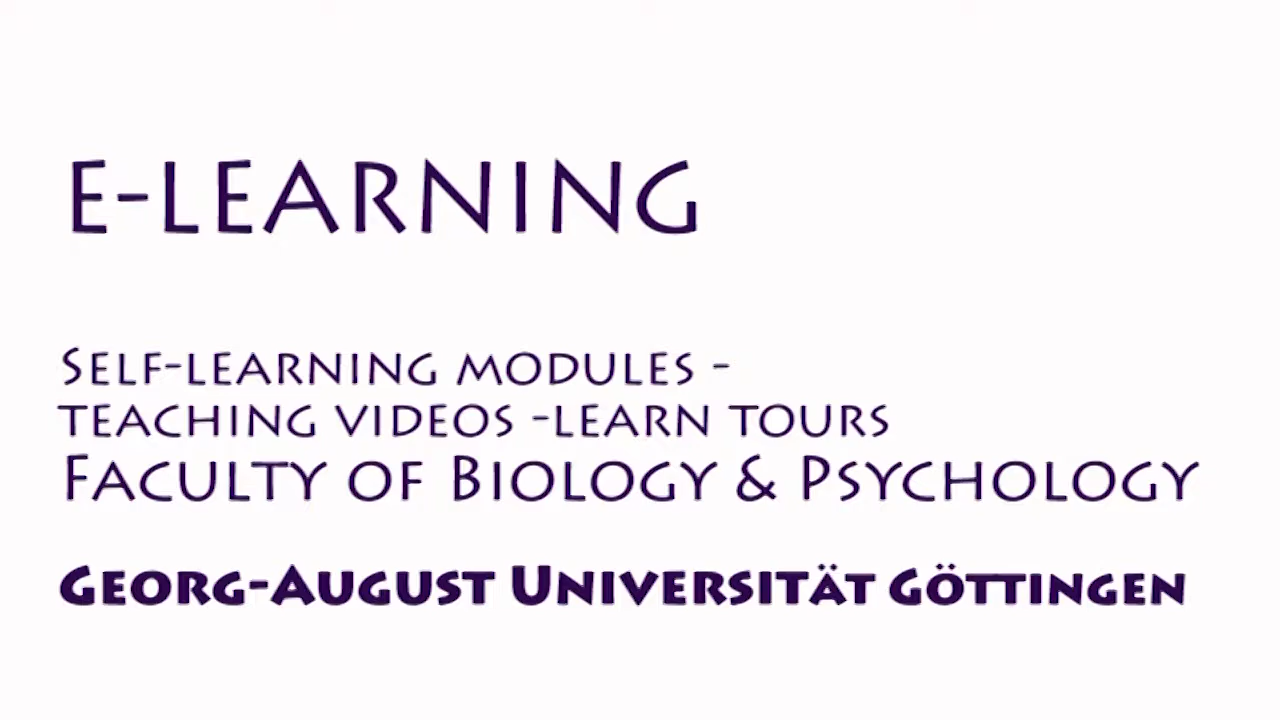 E-LEARNING
SELF-LEARNING MODULES -
TEACHING VIDEOS -LEARN TOURS
FACULTY OF BIOLOGY & PSYCHOLOGY
GEORG-AUGUST UNIVERSITÄT GÖTTINGEN